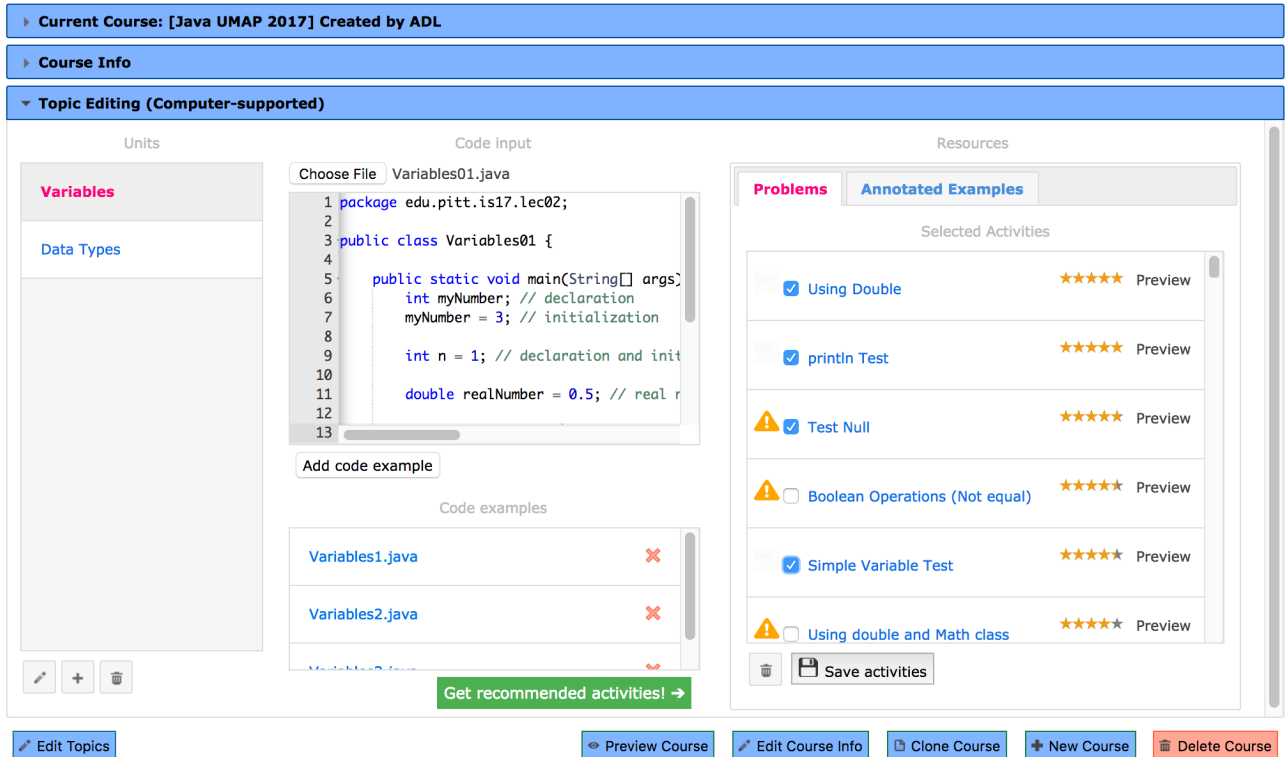 Current Course: [Java UMAP 2017] Created by ADL
Course Info
Topic Editing (Computer-supported)
Units
Variables
Data Types
Code input
Choose File Variables01.java
1 package edu.pitt.is17.lec02;
2
3 public class Variables01 {
4
5 public static void main(String[] args)
6 int myNumber; // declaration
7 myNumber = 3; // initialization
8
9 int n = 1; // declaration and init
10
11 double realNumber = 0.5; // real r
12
13
Add code example
Code examples
Variables1.java
Variables2.java
Get recommended activities! ➔
Resources
Problems Annotated Examples
Selected Activities
Using Double ★★★★★ Preview
println Test ★★★★★ Preview
Test Null ★★★★★ Preview
Boolean Operations (Not equal) ★★★★★ Preview
Simple Variable Test ★★★★★ Preview
Using double and Math class ★★★★★ Preview
Save activities
Edit Topics Preview Course Edit Course Info Clone Course New Course Delete Course